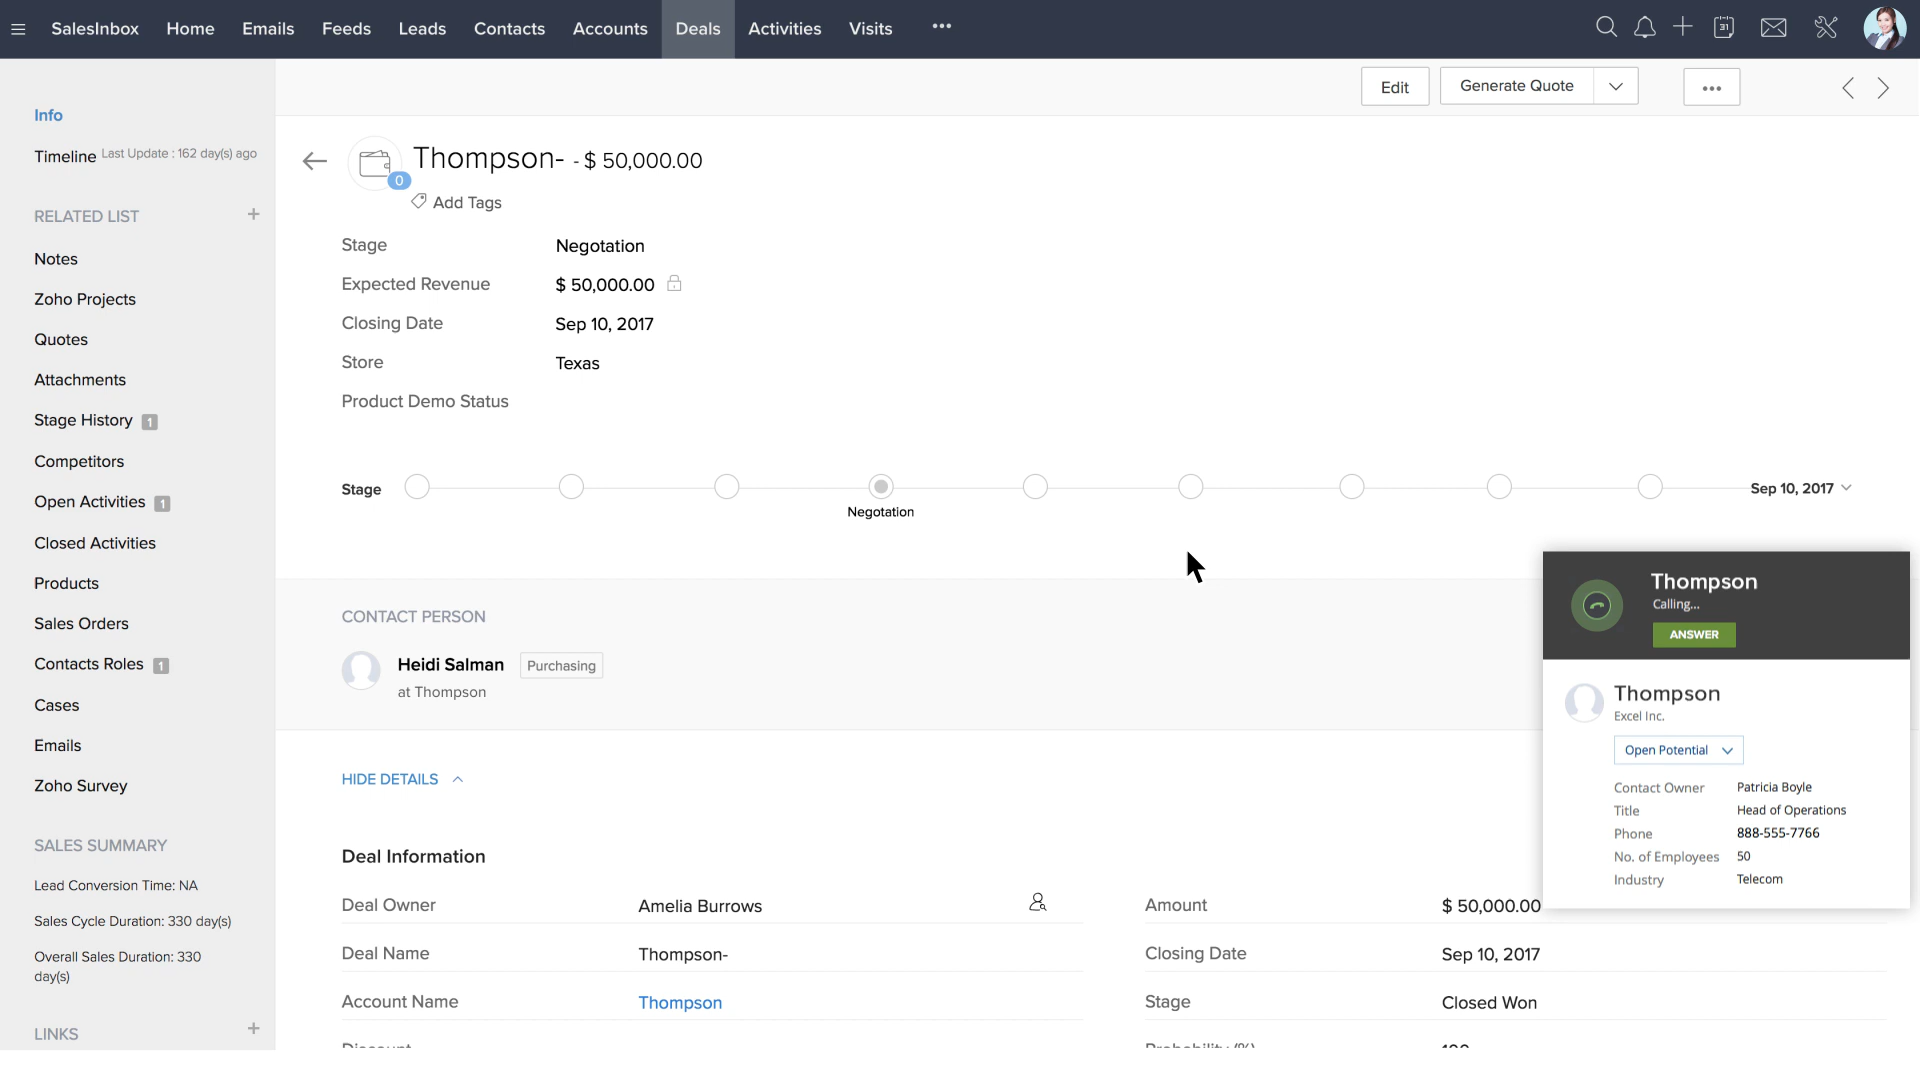 SalesInbox Home Emails Feeds Leads Contacts Accounts Deals Activities Visits ••• 31
Edit Generate Quote •••
Info
Timeline Last Update : 162 day(s) ago
RELATED LIST +
Notes
Zoho Projects
Quotes
Attachments
Stage History 1
Competitors
Open Activities 1
Closed Activities
Products
Sales Orders
Contacts Roles 1
Cases
Emails
Zoho Survey
SALES SUMMARY
Lead Conversion Time: NA
Sales Cycle Duration: 330 day(s)
Overall Sales Duration: 330
day(s)
LINKS +
Thompson- - $ 50,000.00
0
Add Tags
Stage Negotation
Expected Revenue $ 50,000.00
Closing Date Sep 10, 2017
Store Texas
Product Demo Status
Stage Sep 10, 2017
Negotation
CONTACT PERSON
Heidi Salman Purchasing
at Thompson
HIDE DETAILS
Deal Information
Deal Owner Amelia Burrows Amount $ 50,000.00
Deal Name Thompson- Closing Date Sep 10, 2017
Account Name Thompson Stage Closed Won
Thompson
Calling...
ANSWER
Thompson
Excel Inc.
Open Potential
Contact Owner Patricia Boyle
Title Head of Operations
Phone 888-555-7766
No. of Employees 50
Industry Telecom